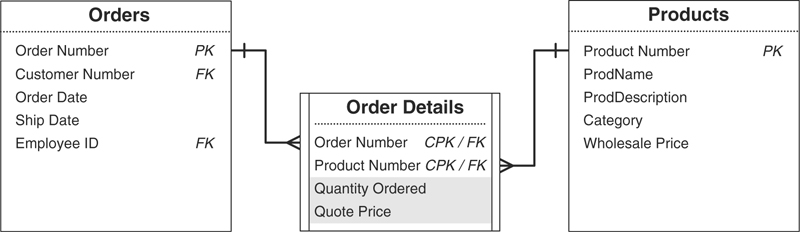 Orders
Order Number PK
Customer Number FK
Order Date
Ship Date
Employee ID FK
Order Details
Order Number CPK / FK
Product Number CPK / FK
Quantity Ordered
Quote Price
Products
Product Number PK
ProdName
ProdDescription
Category
Wholesale Price